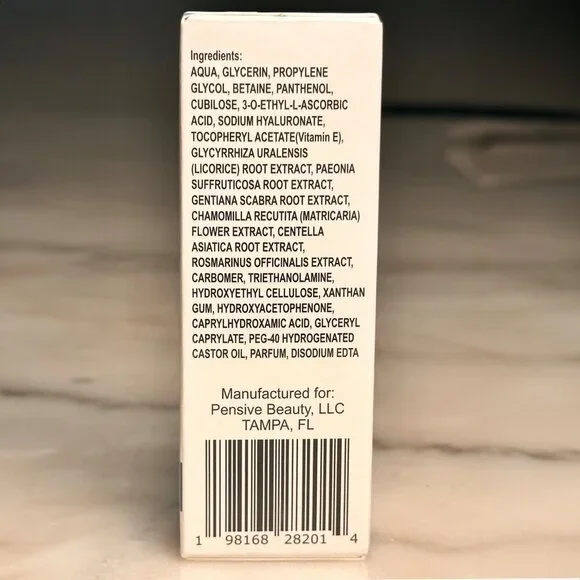 Ingredients:
AQUA, GLYCERIN, PROPYLENE
GLYCOL, BETAINE, PANTHENOL,
CUBILOSE, 3-O-ETHYL-L-ASCORBIC
ACID, SODIUM HYALURONATE,
TOCOPHERYL ACETATE(Vitamin E),
GLYCYRRHIZA URALENSIS
(LICORICE) ROOT EXTRACT, PAEONIA
SUFFRUTICOSA ROOT EXTRACT,
GENTIANA SCABRA ROOT EXTRACT,
CHAMOMILLA RECUTITA (MATRICARIA)
FLOWER EXTRACT, CENTELLA
ASIATICA ROOT EXTRACT,
ROSMARINUS OFFICINALIS EXTRACT,
CARBOMER, TRIETHANOLAMINE,
HYDROXYETHYL CELLULOSE, XANTHAN
GUM, HYDROXYACETOPHENONE,
CAPRYLHYDROXAMIC ACID, GLYCERYL
CAPRYLATE, PEG-40 HYDROGENATED
CASTOR OIL, PARFUM, DISODIUM EDTA
Manufactured for:
Pensive Beauty, LLC
TAMPA, FL
1 98168 28201 4